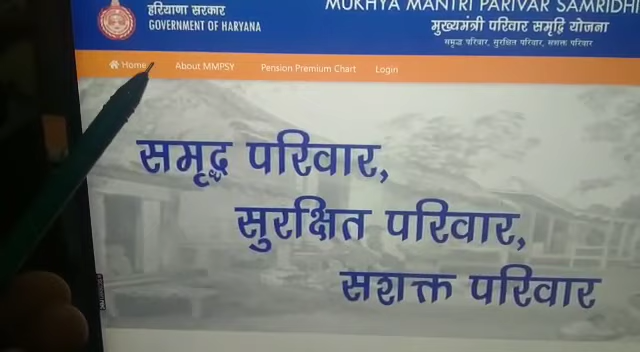 हरियाणा सरकार
GOVERNMENT OF HARYANA
MUKHYA MANTRI PARIVAR SAMRIDHI
मुख्यमंत्री परिवार समृद्धि योजना
समृद्ध परिवार, सुरक्षित परिवार, सशक्त परिवार
Home About MMPSY Pension Premium Chart Login
समृद्ध परिवार,
सुरक्षित परिवार,
सशक्त परिवार